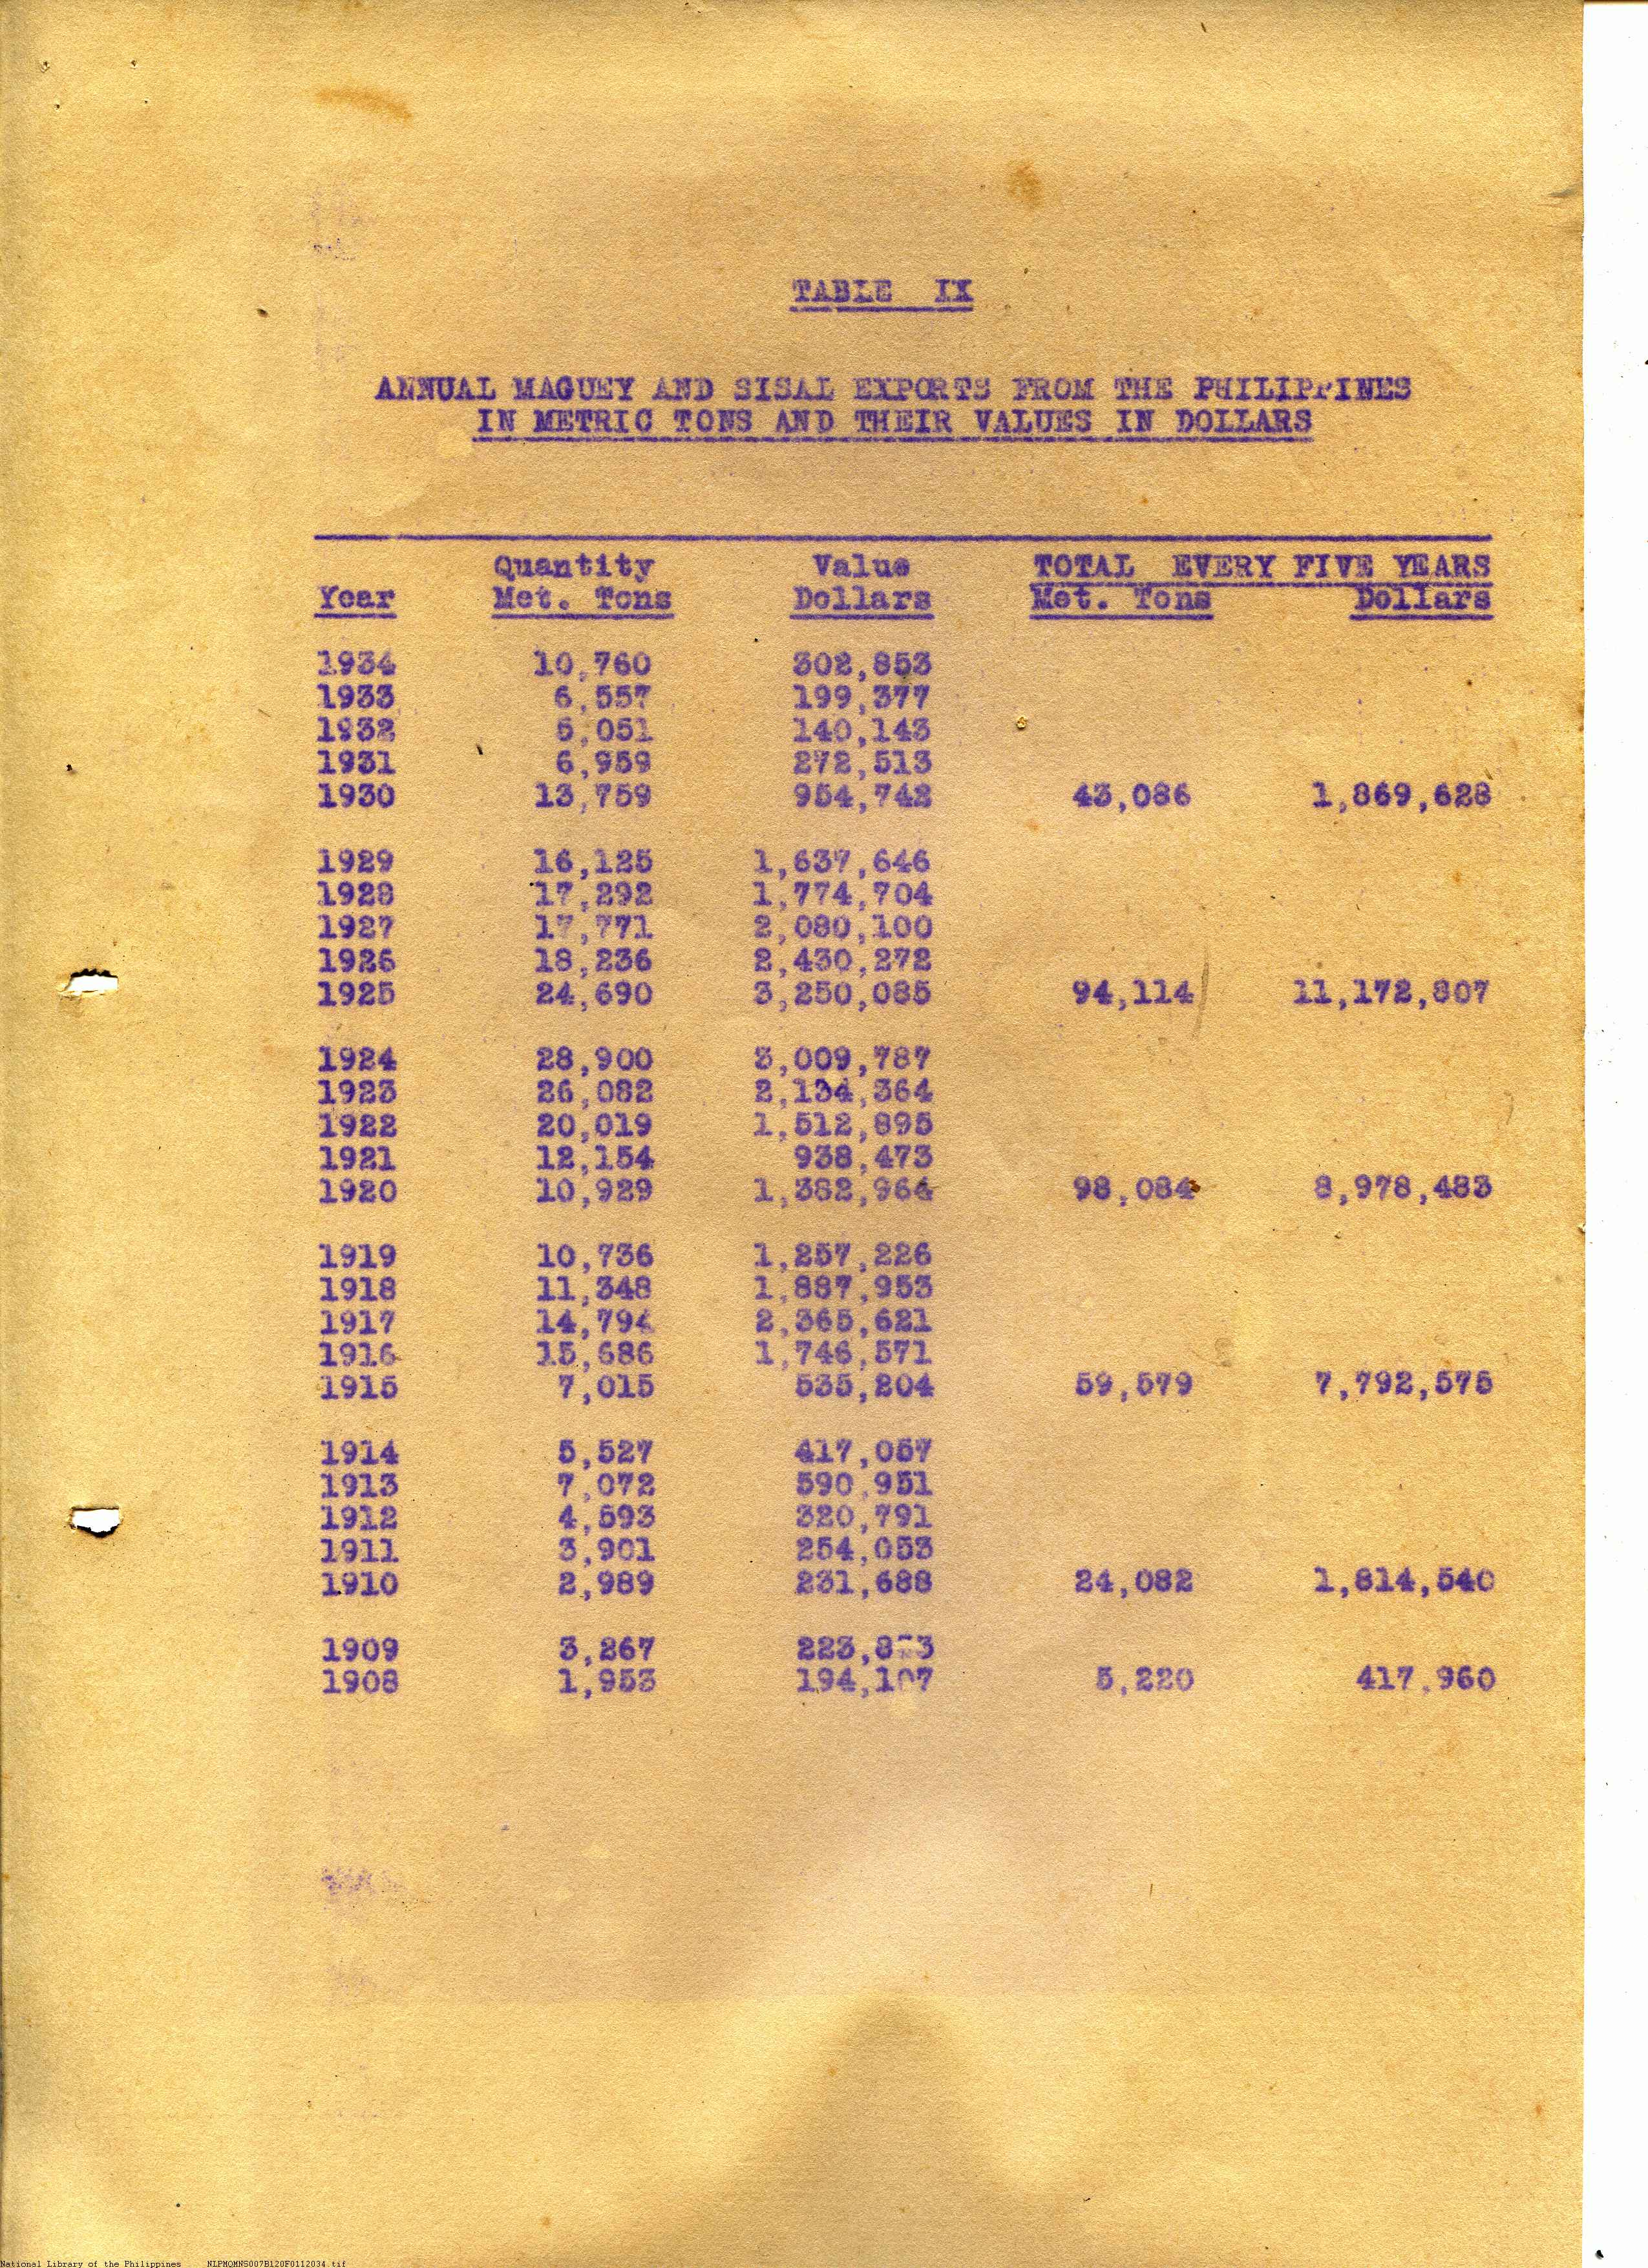 TABLE IX
ANNUAL MAGUEY AND SISAL EXPORTS FROM THE PHILIPPINES
IN METRIC TONS AND THEIR VALUES IN DOLLARS
Quantity Value TOTAL EVERY FIVE YEARS
Year Met. Tons Dollars Met. Tons Dollars
1934 10,760 302,853
1933 6,557 199,377
1932 5,051 140,143
1931 6,959 272,513
1930 13,759 954,742 43,086 1,869,628
1929 16,125 1,637,646
1928 17,292 1,774,704
1927 17,771 2,080,100
1926 18,236 2,430,272
1925 24,690 3,250,085 94,114 11,172,807
1924 28,900 3,009,787
1923 26,082 2,134,364
1922 20,019 1,512,895
1921 12,154 938,473
1920 10,929 1,382,964 98,084 8,978,483
1919 10,736 1,257,226
1918 11,348 1,887,953
1917 14,794 2,365,621
1916 15,686 1,746,571
1915 7,015 535,204 59,579 7,792,575
1914 5,527 417,057
1913 7,072 590,951
1912 4,593 320,791
1911 3,901 254,053
1910 2,989 231,688 24,082 1,814,540
1909 3,267 223,853
1908 1,953 194,107 5,220 417,960
National Library of the Philippines NLPMQMN5007B120F0112034.tif